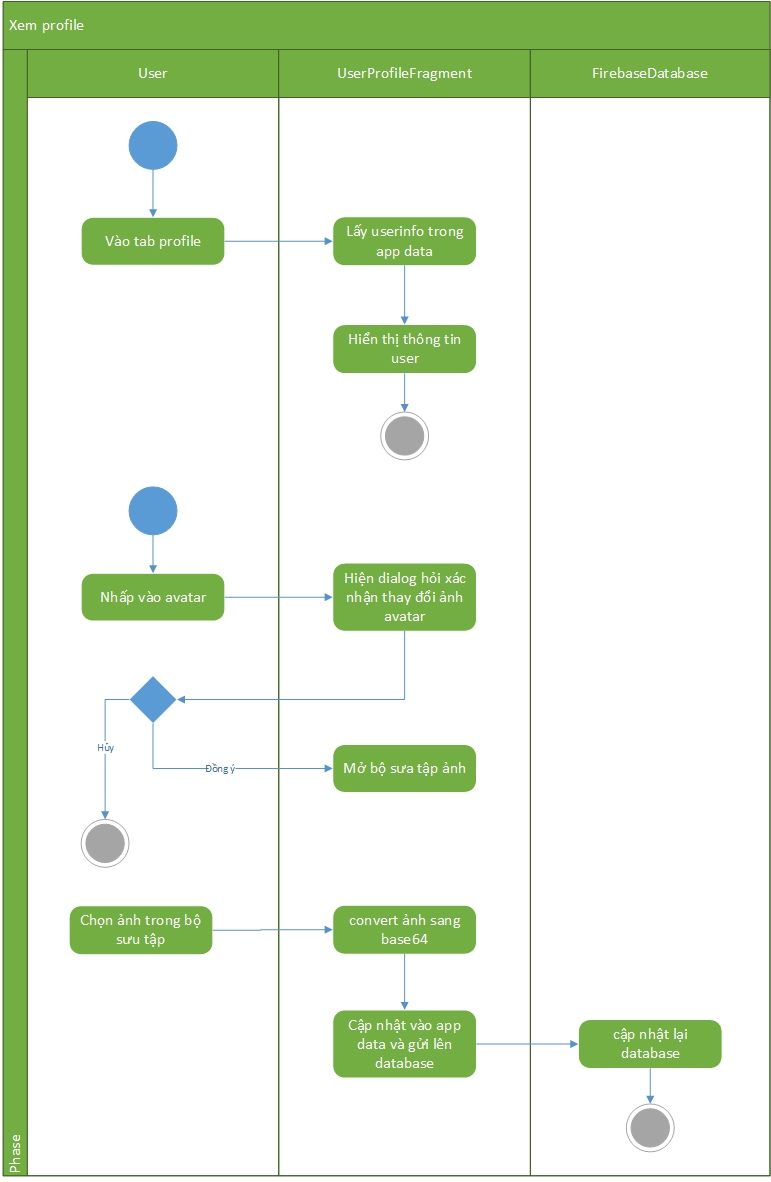 Xem profile
User
UserProfileFragment
FirebaseDatabase
Vào tab profile
Lấy userinfo trong
app data
Hiển thị thông tin
user
Nhấp vào avatar
Hiện dialog hỏi xác
nhận thay đổi ảnh
avatar
Hủy
Đồng ý
Mở bộ sưa tập ảnh
Chọn ảnh trong bộ
sưu tập
convert ảnh sang
base64
Cập nhật vào app
data và gửi lên
database
cập nhật lại
database
Phase